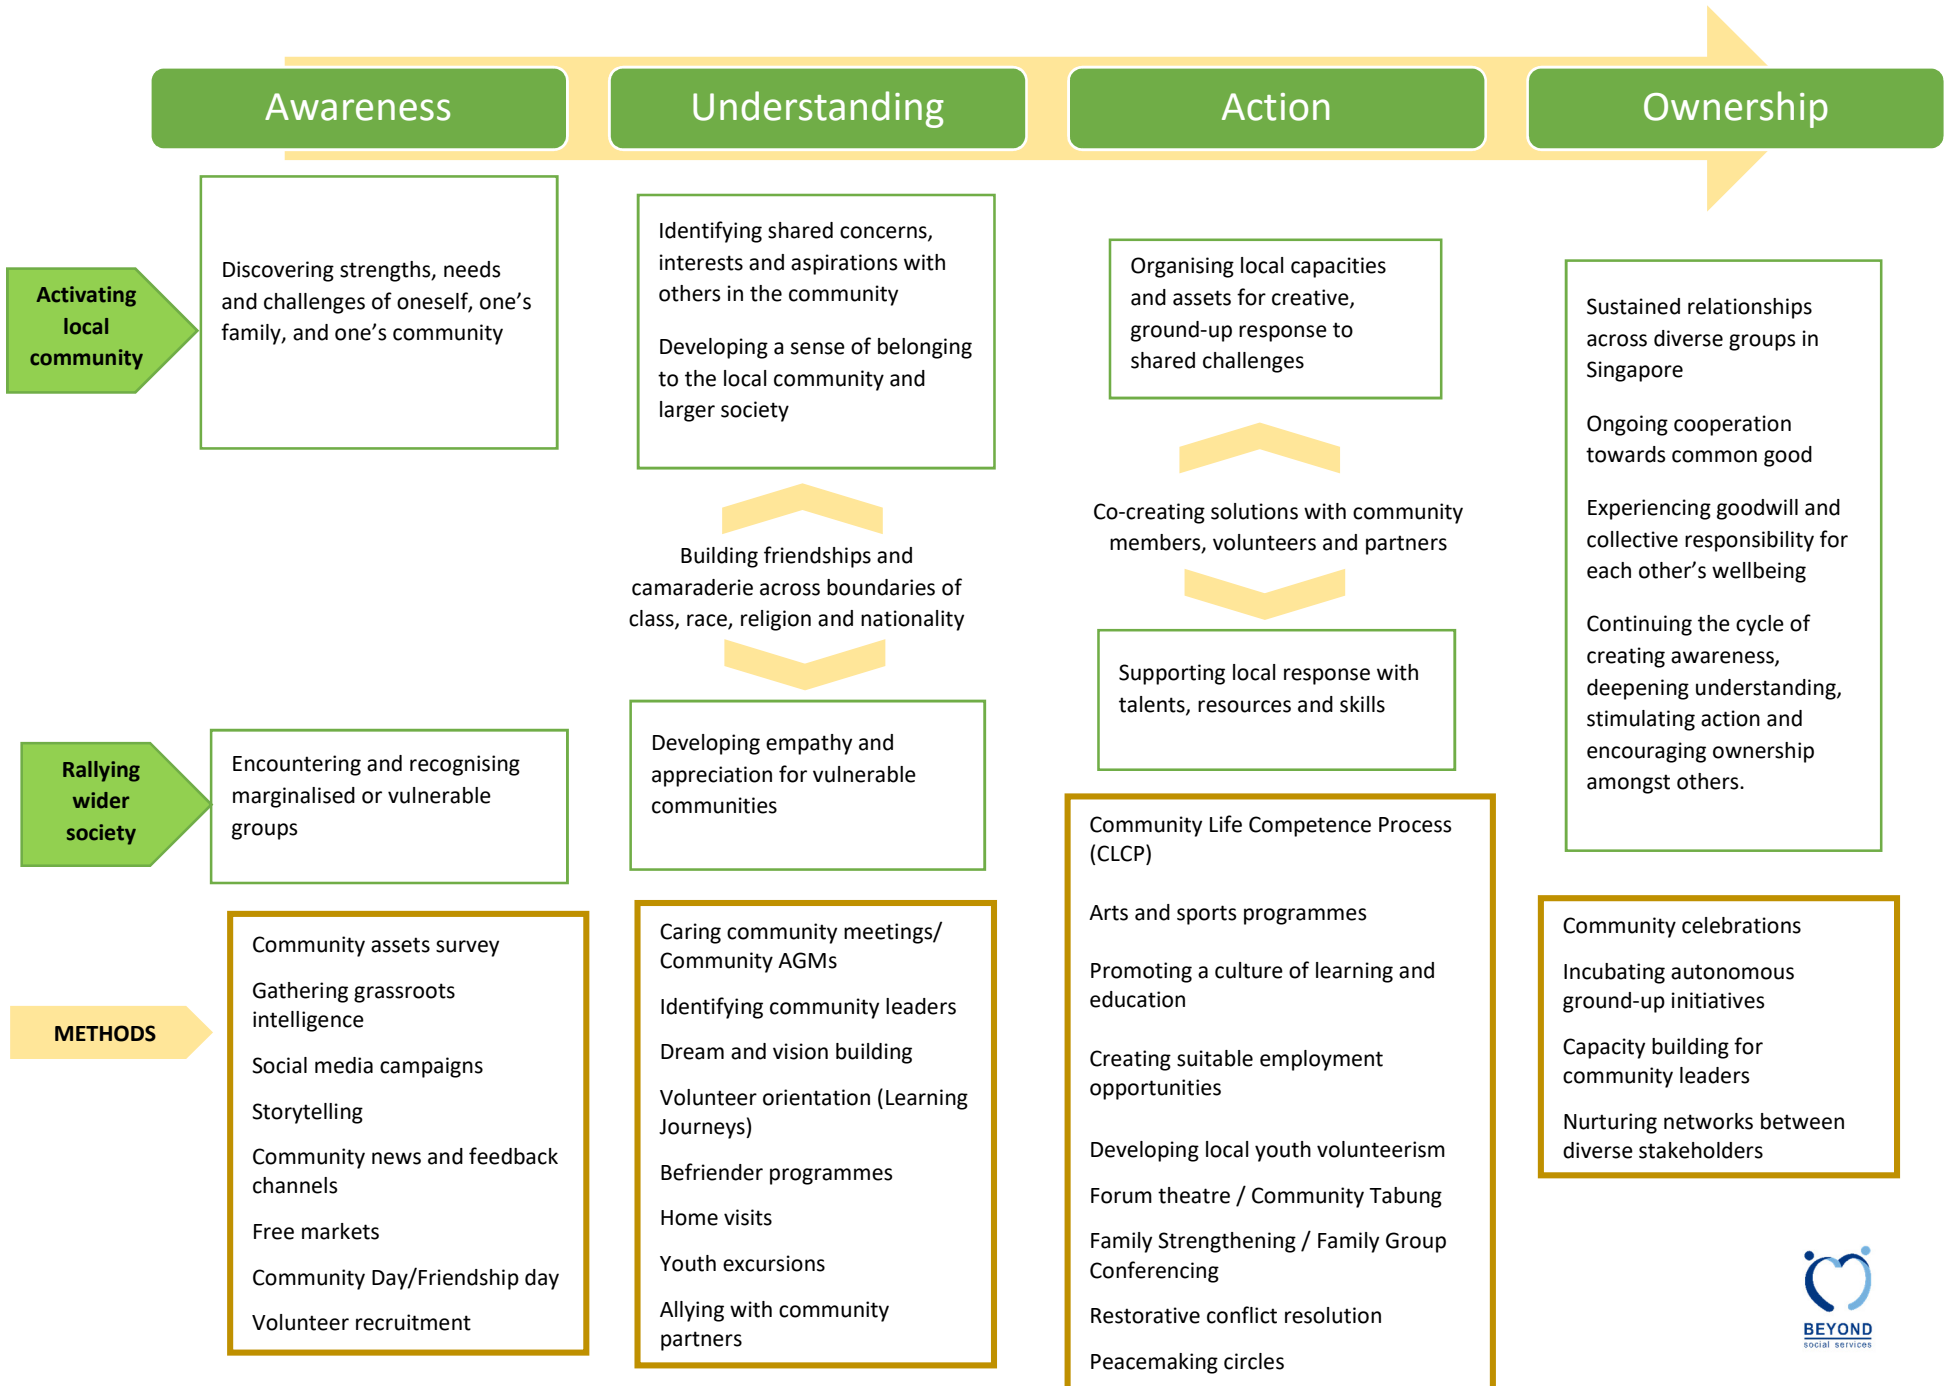 Awareness
Understanding
Action
Ownership
Activating
local
community
Discovering strengths, needs
and challenges of oneself, one’s
family, and one’s community
Identifying shared concerns,
interests and aspirations with
others in the community
Developing a sense of belonging
to the local community and
larger society
Organising local capacities
and assets for creative,
ground-up response to
shared challenges
Sustained relationships
across diverse groups in
Singapore
Ongoing cooperation
towards common good
Experiencing goodwill and
collective responsibility for
each other’s wellbeing
Continuing the cycle of
creating awareness,
deepening understanding,
stimulating action and
encouraging ownership
amongst others.
Building friendships and
camaraderie across boundaries of
class, race, religion and nationality
Co-creating solutions with community
members, volunteers and partners
Rallying
wider
society
Encountering and recognising
marginalised or vulnerable
groups
Developing empathy and
appreciation for vulnerable
communities
Supporting local response with
talents, resources and skills
METHODS
Community assets survey
Gathering grassroots
intelligence
Social media campaigns
Storytelling
Community news and feedback
channels
Free markets
Community Day/Friendship day
Volunteer recruitment
Caring community meetings/
Community AGMs
Identifying community leaders
Dream and vision building
Volunteer orientation (Learning
Journeys)
Befriender programmes
Home visits
Youth excursions
Allying with community
partners
Community Life Competence Process
(CLCP)
Arts and sports programmes
Promoting a culture of learning and
education
Creating suitable employment
opportunities
Developing local youth volunteerism
Forum theatre / Community Tabung
Family Strengthening / Family Group
Conferencing
Restorative conflict resolution
Peacemaking circles
Community celebrations
Incubating autonomous
ground-up initiatives
Capacity building for
community leaders
Nurturing networks between
diverse stakeholders
BEYOND
social services